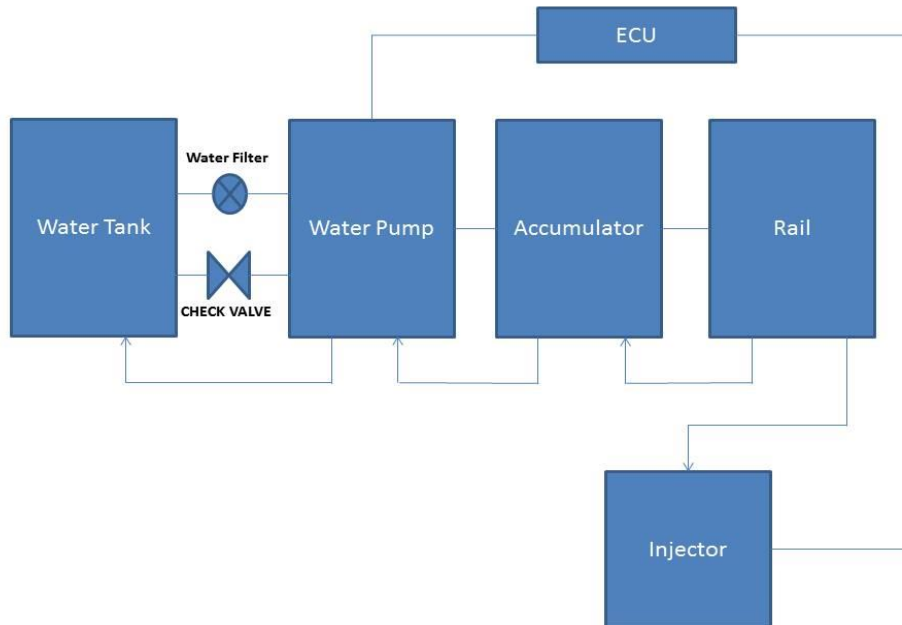 ECU
Water Filter
Water Tank
Water Pump
Accumulator
Rail
CHECK VALVE
Injector